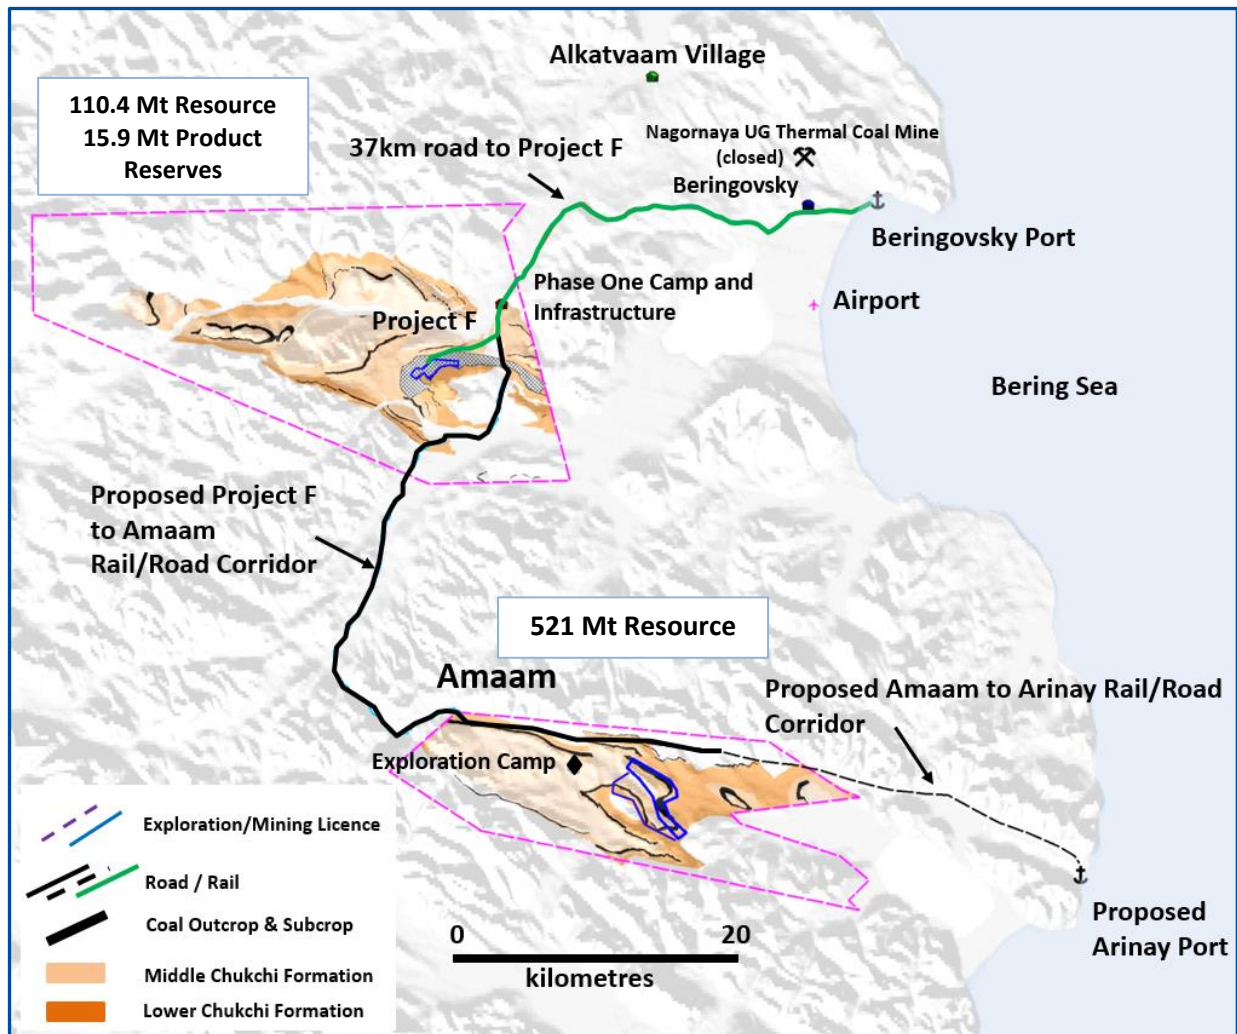 Alkatvaam Village
110.4 Mt Resource
15.9 Mt Product
Reserves
37km road to Project F
Nagornaya UG Thermal Coal Mine
(closed)
Beringovsky
Beringovsky Port
Phase One Camp and
Infrastructure
Airport
Project F
Bering Sea
Proposed Project F
to Amaam
Rail/Road Corridor
521 Mt Resource
Amaam
Proposed Amaam to Arinay Rail/Road
Corridor
Exploration Camp
Exploration/Mining Licence
Road / Rail
Coal Outcrop & Subcrop
Middle Chukchi Formation
Lower Chukchi Formation
0 20
kilometres
Proposed
Arinay Port